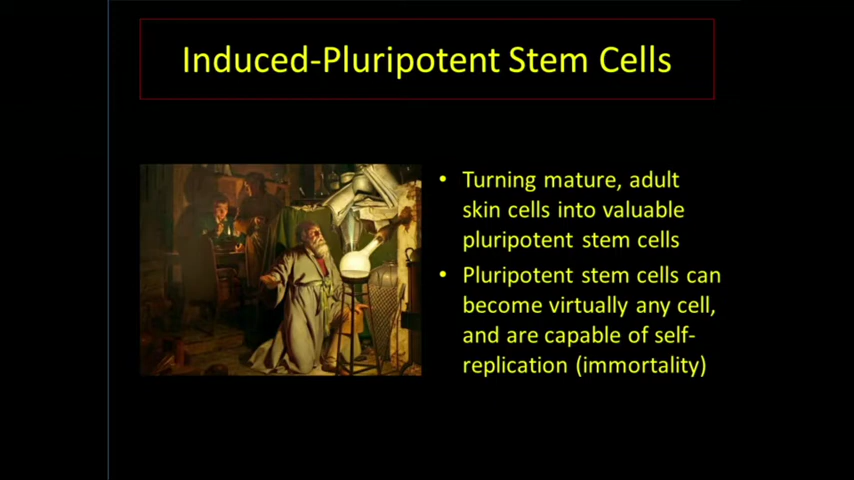 Induced-Pluripotent Stem Cells
• Turning mature, adult
skin cells into valuable
pluripotent stem cells
• Pluripotent stem cells can
become virtually any cell,
and are capable of self-
replication (immortality)